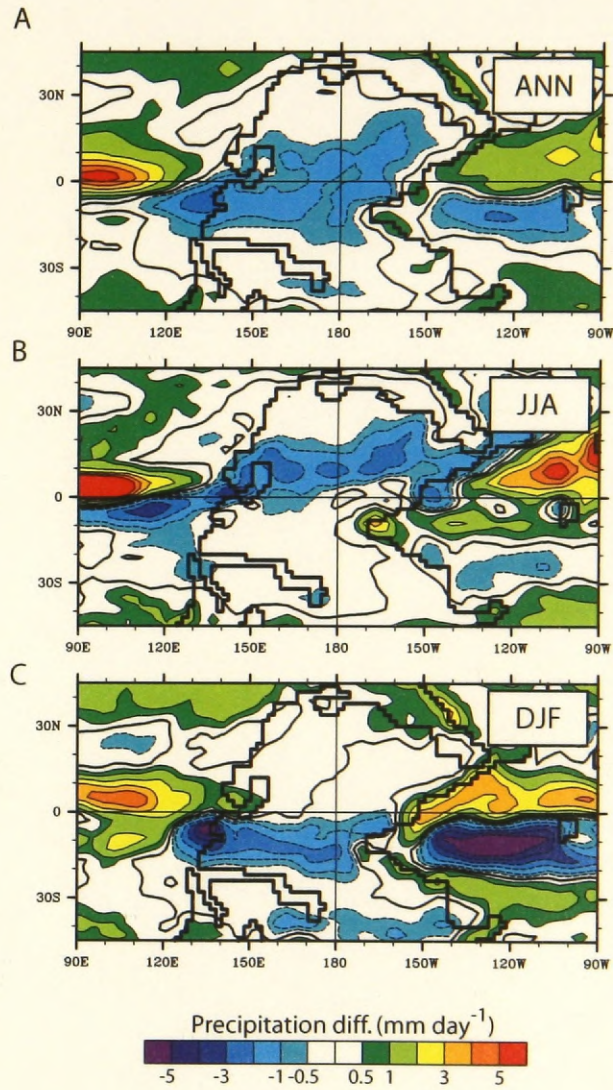 A
ANN
30N
0
30S
90E 120E 150E 180 150W 120W 90W
B
JJA
30N
0
30S
90E 120E 150E 180 150W 120W 90W
C
DJF
30N
0
30S
90E 120E 150E 180 150W 120W 90W
Precipitation diff. (mm day-1)
-5 -3 -1 -0.5 0.5 1 3 5